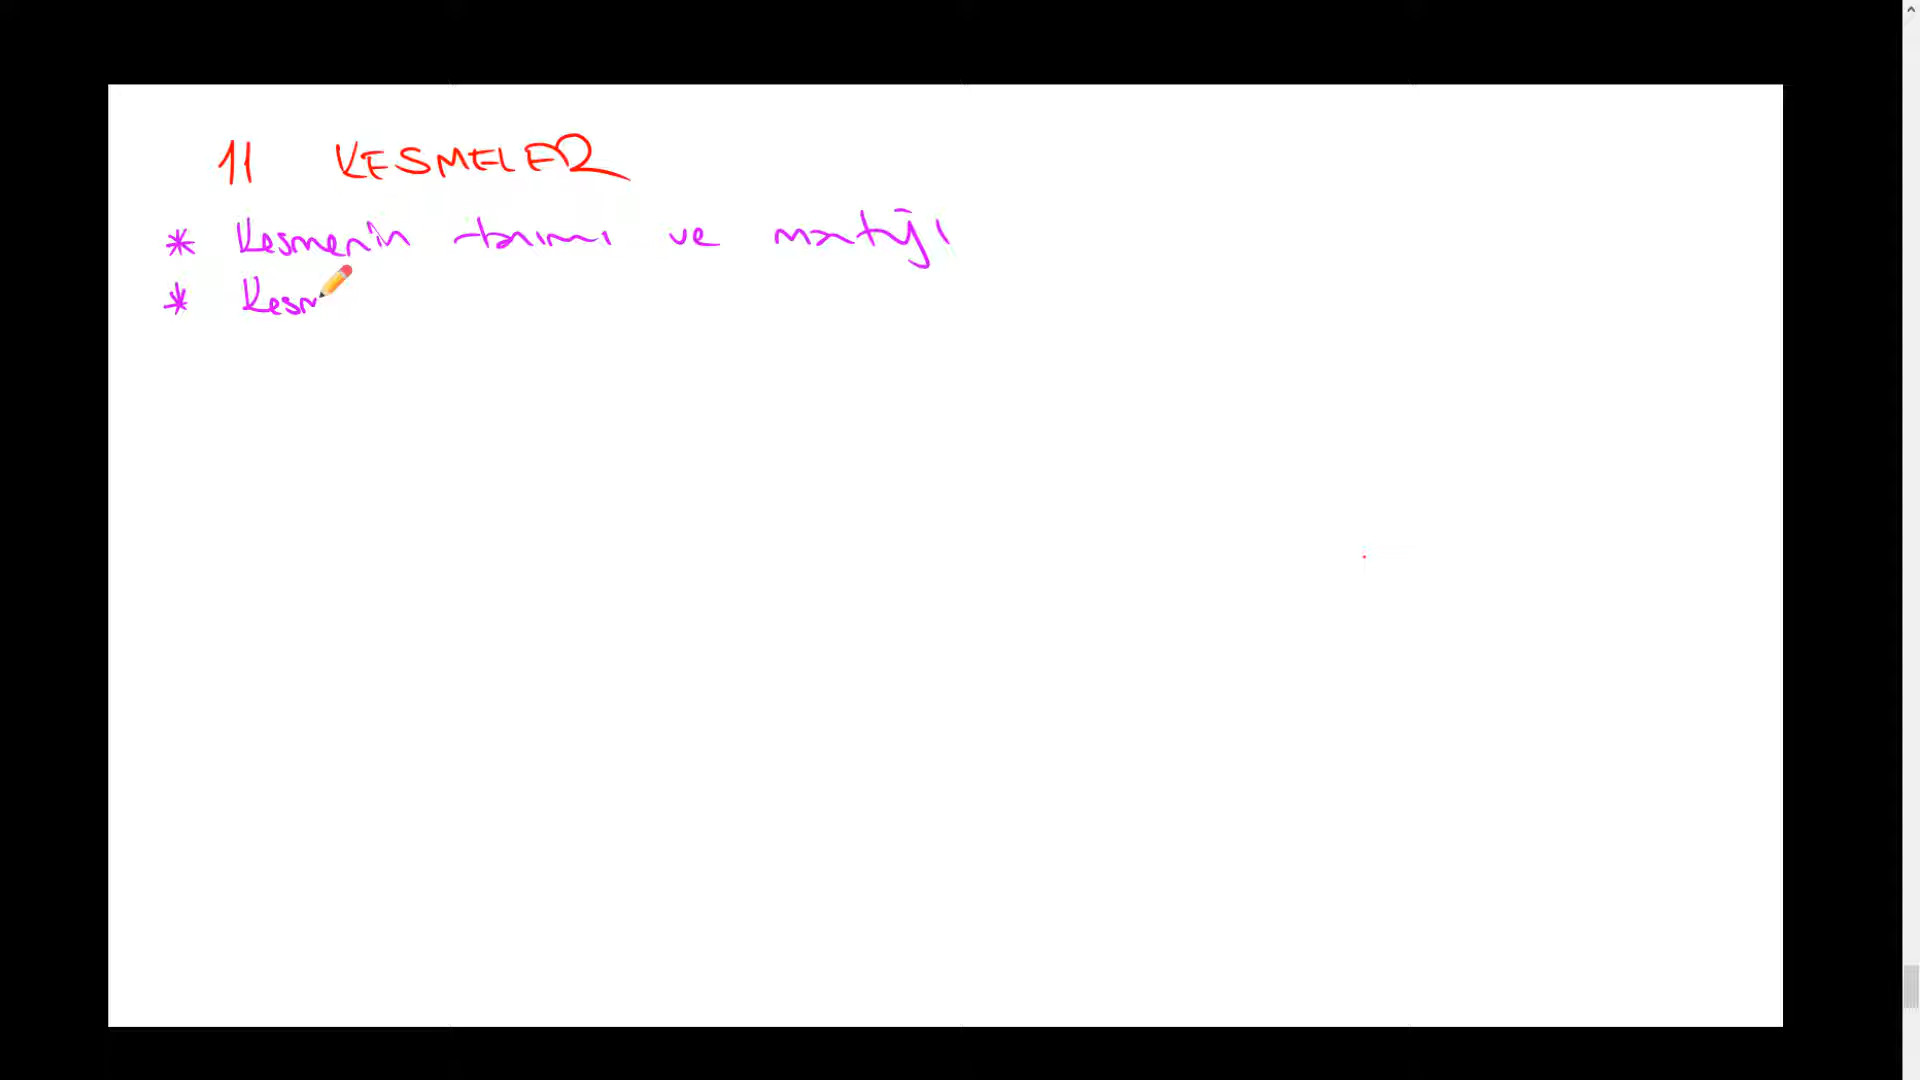 11 KESMELER
* Kesmenin tanımı ve mantığı
* Kesm